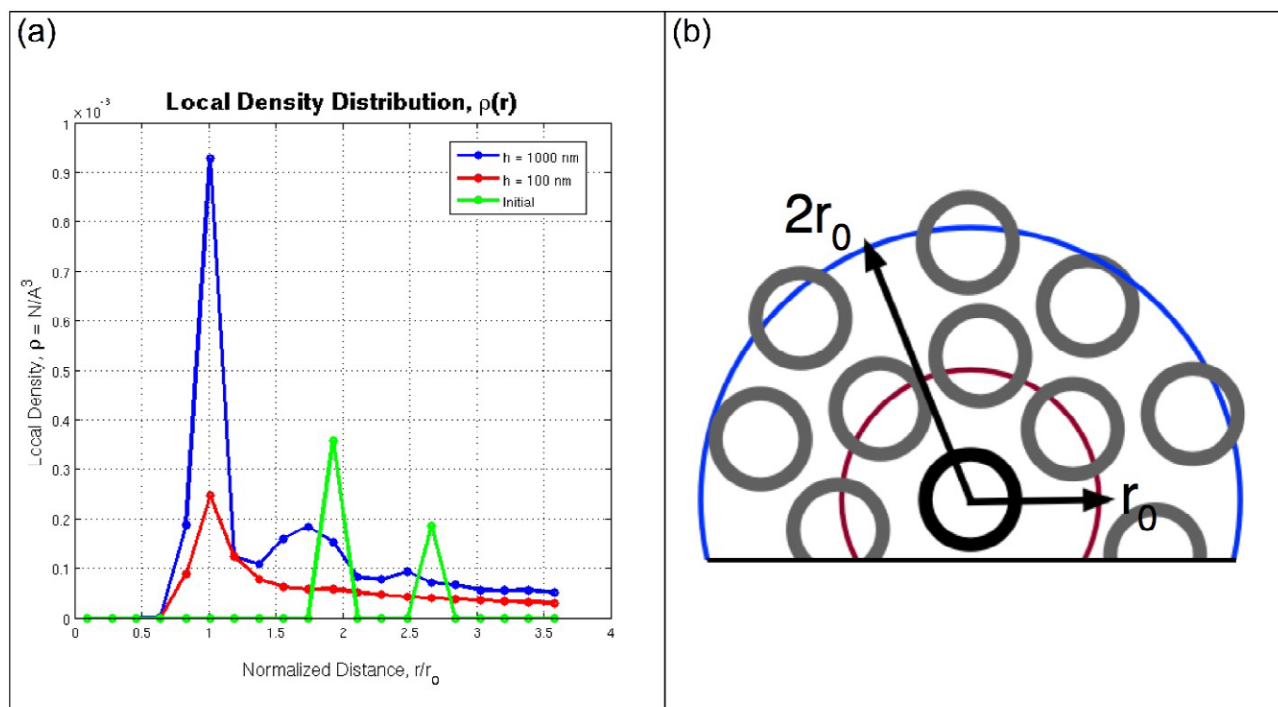 (a)
Local Density Distribution, ρ(r)
× 10⁻³
1
0.9
0.8
0.7
0.6
0.5
0.4
0.3
0.2
0.1
0
Local Density, ρ = N/A³
0 0.5 1 1.5 2 2.5 3.0 3.5 4
Normalized Distance, r/r₀
h = 1000 nm
h = 100 nm
Initial
(b)
2r₀
r₀